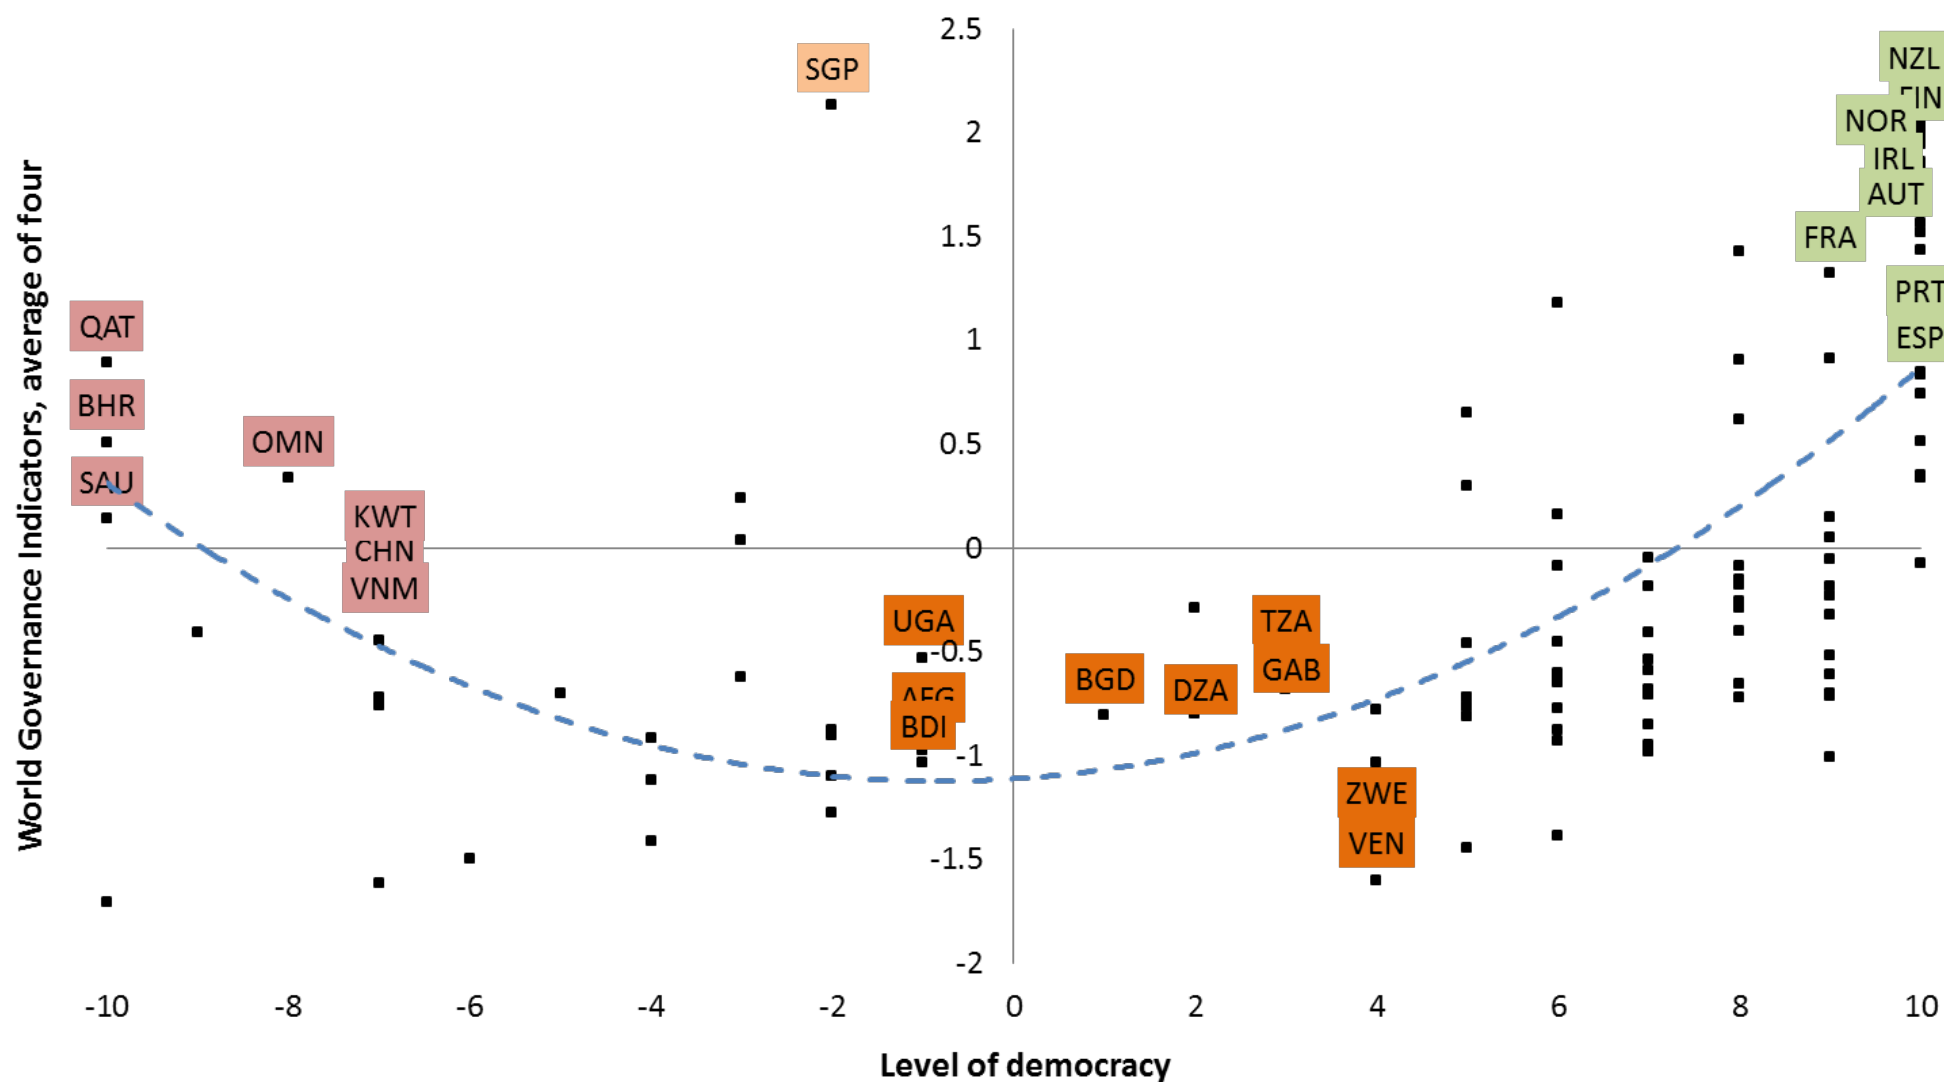 2.5
SGP
NZL
FIN
NOR
2
IRL
AUT
1.5
FRA
PRT
QAT
1
ESP
BHR
0.5
OMN
SAU
KWT
CHN
0
VNM
UGA
TZA
-0.5
GAB
BGD
DZA
AFG
BDI
-1
ZWE
VEN
-1.5
-2
-10 -8 -6 -4 -2 0 2 4 6 8 10
Level of democracy
World Governance Indicators, average of four